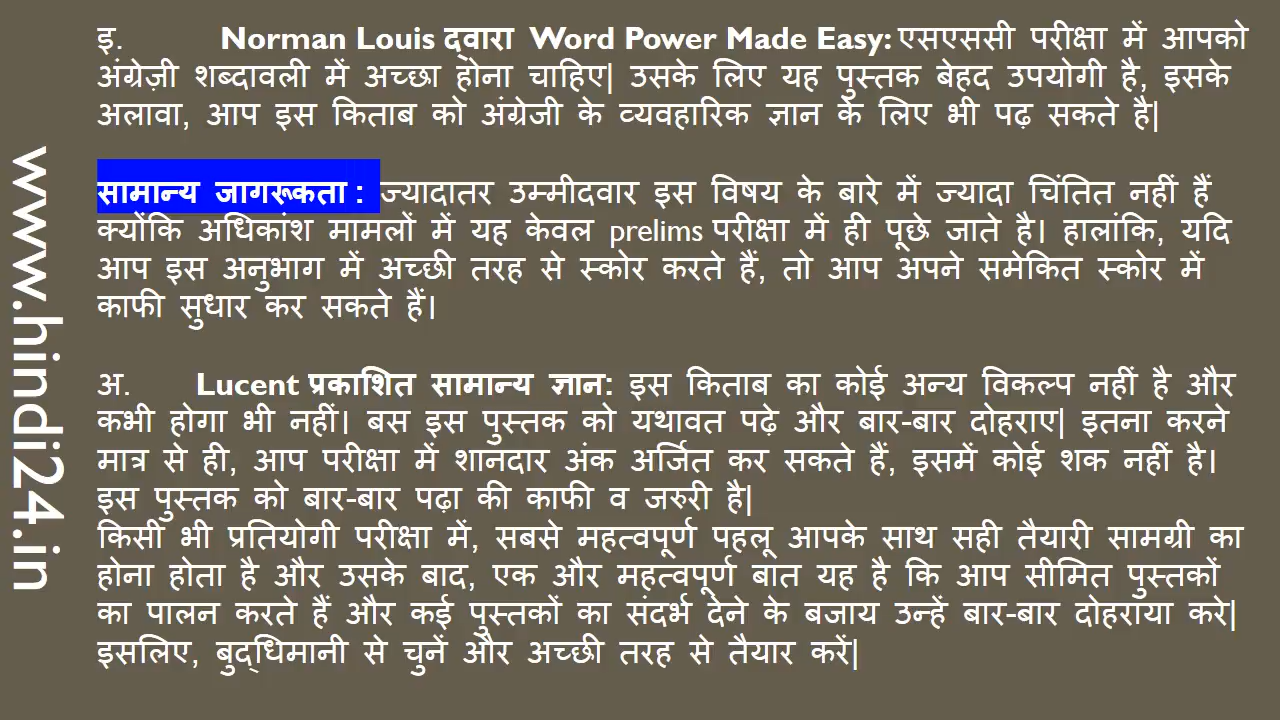 www.hindi24.in
इ. Norman Louis द्वारा Word Power Made Easy: एसएससी परीक्षा में आपको
अंग्रेज़ी शब्दावली में अच्छा होना चाहिए| उसके लिए यह पुस्तक बेहद उपयोगी है, इसके
अलावा, आप इस किताब को अंग्रेजी के व्यवहारिक ज्ञान के लिए भी पढ़ सकते है|
सामान्य जागरूकता : ज्यादातर उम्मीदवार इस विषय के बारे में ज्यादा चिंतित नहीं हैं
क्योंकि अधिकांश मामलों में यह केवल prelims परीक्षा में ही पूछे जाते है। हालांकि, यदि
आप इस अनुभाग में अच्छी तरह से स्कोर करते हैं, तो आप अपने समेकित स्कोर में
काफी सुधार कर सकते हैं।
अ. Lucent प्रकाशित सामान्य ज्ञान: इस किताब का कोई अन्य विकल्प नहीं है और
कभी होगा भी नहीं। बस इस पुस्तक को यथावत पढ़े और बार-बार दोहराए| इतना करने
मात्र से ही, आप परीक्षा में शानदार अंक अर्जित कर सकते हैं, इसमें कोई शक नहीं है।
इस पुस्तक को बार-बार पढ़ा की काफी व जरुरी है|
किसी भी प्रतियोगी परीक्षा में, सबसे महत्वपूर्ण पहलू आपके साथ सही तैयारी सामग्री का
होना होता है और उसके बाद, एक और मह़त्वपूर्ण बात यह है कि आप सीमित पुस्तकों
का पालन करते हैं और कई पुस्तकों का संदर्भ देने के बजाय उन्हें बार-बार दोहराया करे|
इसलिए, बुद्धिमानी से चुनें और अच्छी तरह से तैयार करें|